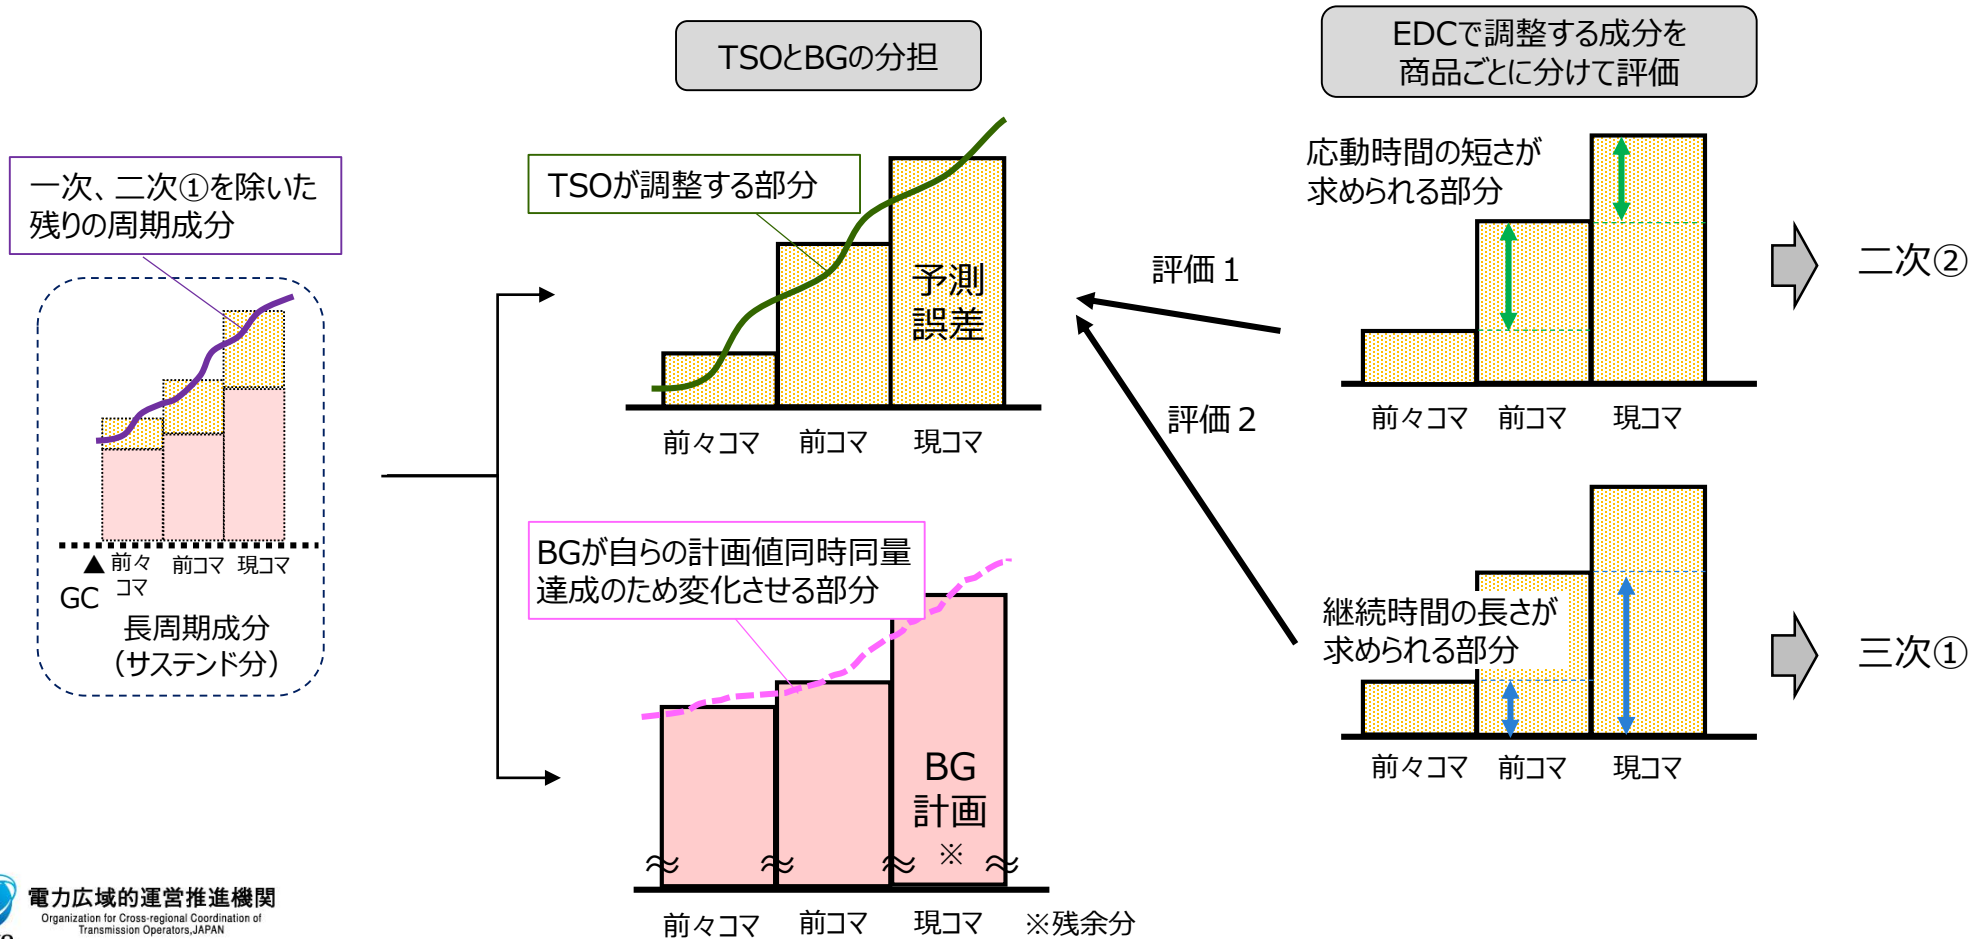 TSOとBGの分担
EDCで調整する成分を
商品ごとに分けて評価
一次、二次①を除いた
残りの周期成分
GC
前々
コマ
前コマ
現コマ
長周期成分
（サステンド分）
TSOが調整する部分
予測
誤差
前々コマ
前コマ
現コマ
BGが自らの計画値同時同量
達成のため変化させる部分
BG
計画
※
前々コマ
前コマ
現コマ
※残余分
評価１
評価２
応動時間の短さが
求められる部分
前々コマ
前コマ
現コマ
二次②
継続時間の長さが
求められる部分
前々コマ
前コマ
現コマ
三次①
電力広域的運営推進機関
Organization for Cross-regional Coordination of
Transmission Operators,JAPAN